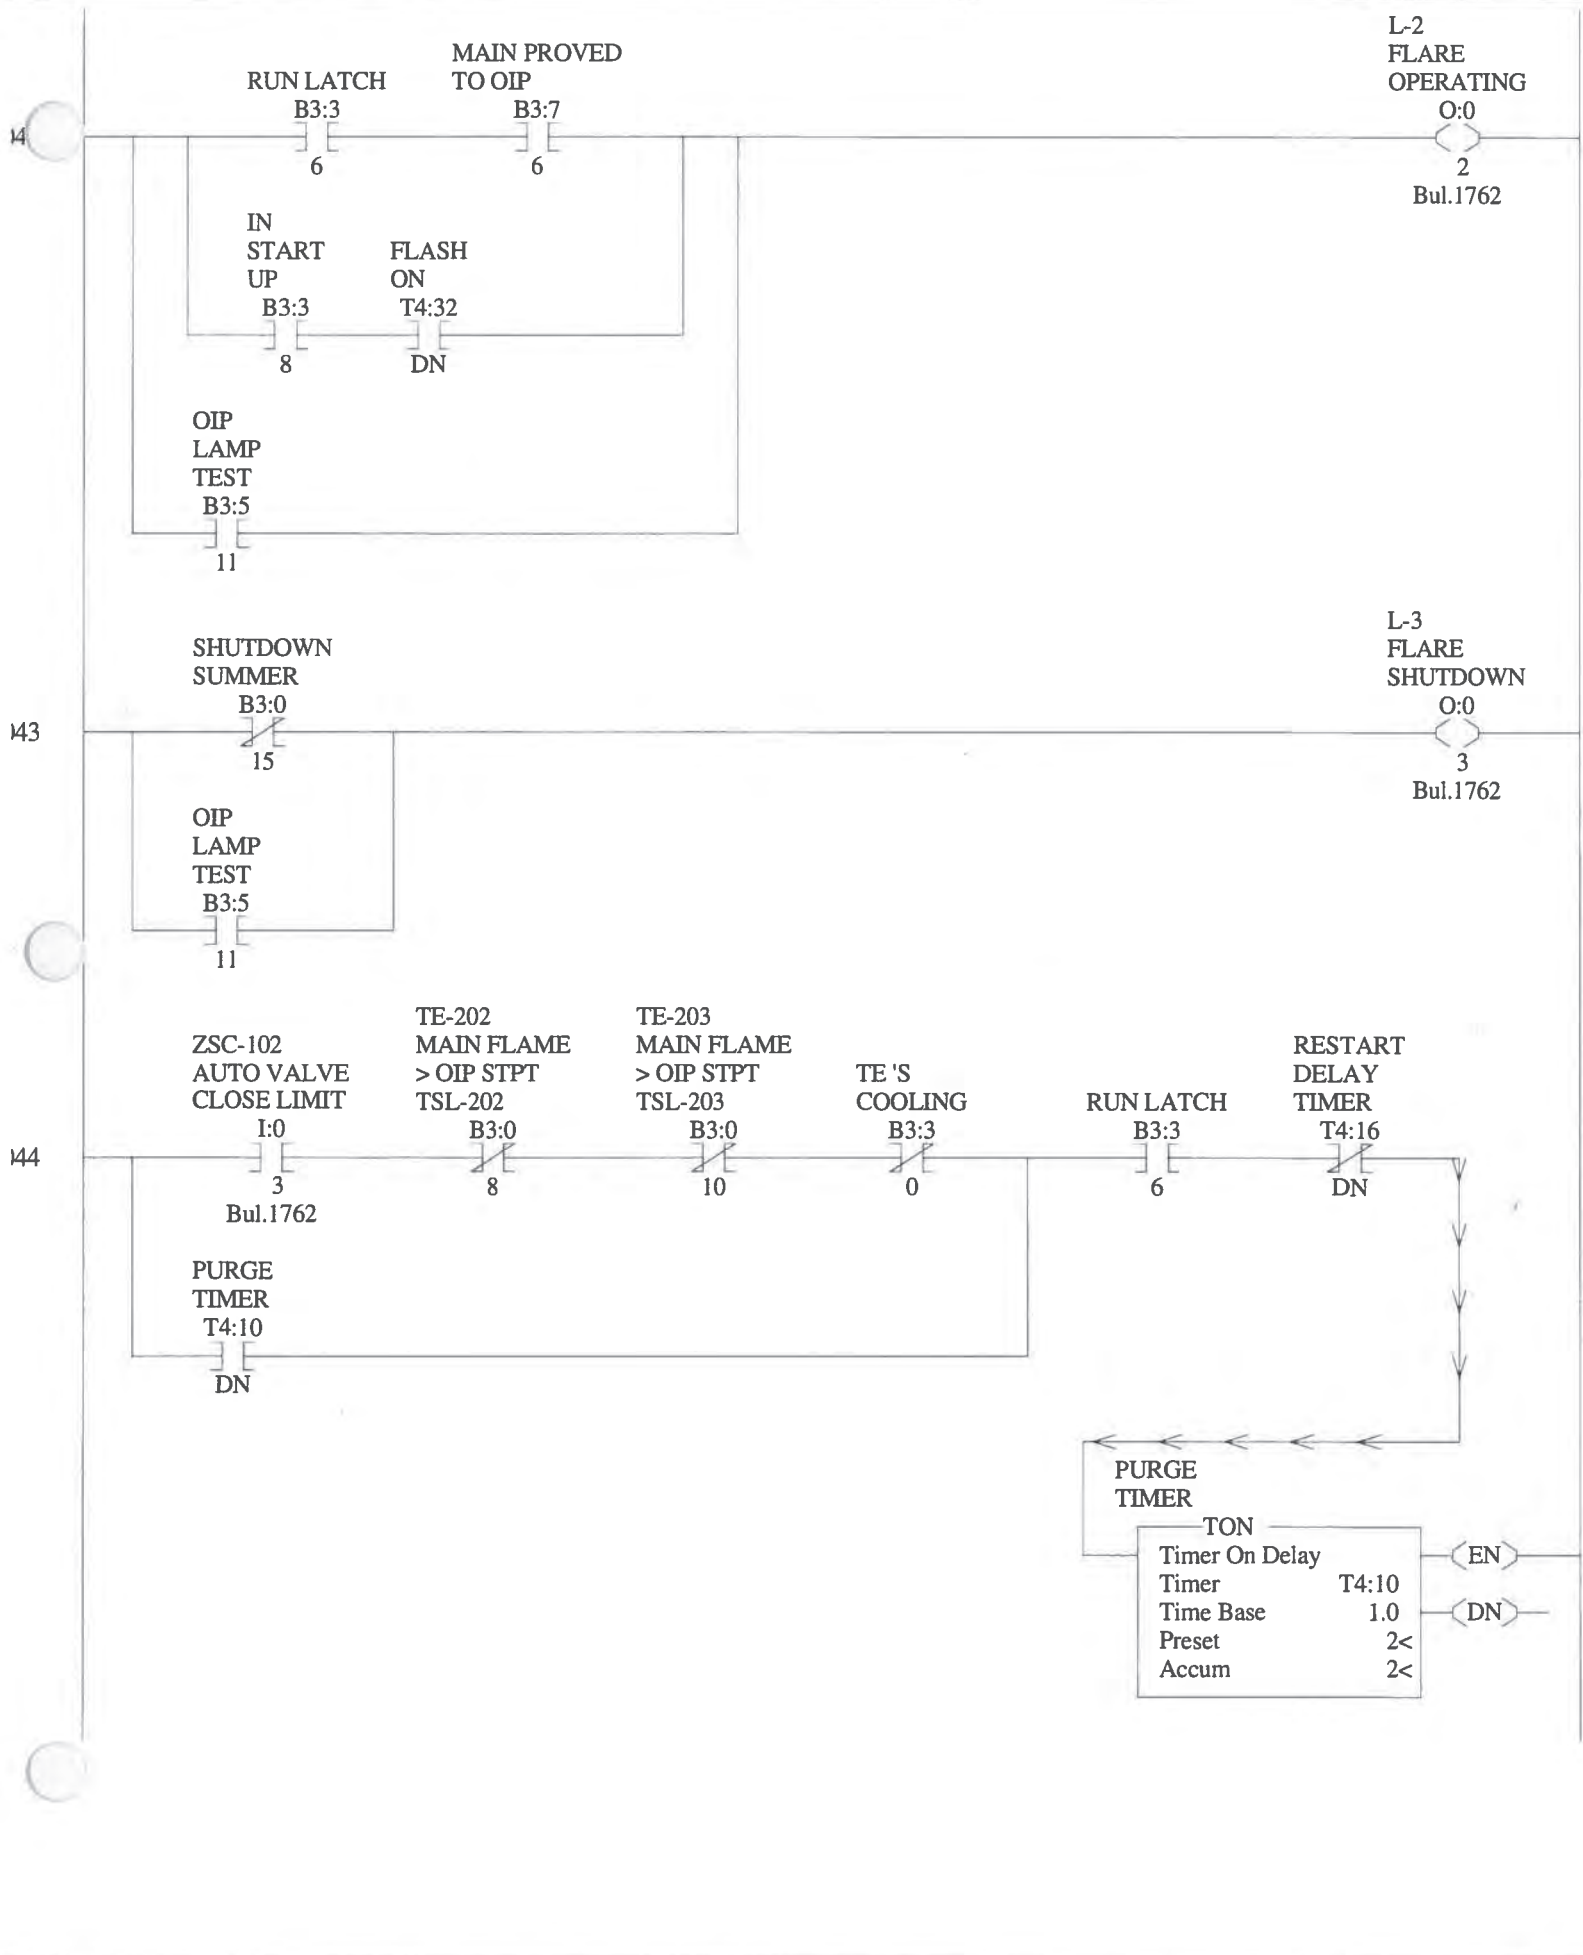 L-2
FLARE
OPERATING
O:0
MAIN PROVED
RUN LATCH TO OIP
B3:3 B3:7
6 6
2
Bul.1762
IN
START FLASH
UP ON
B3:3 T4:32
8 DN
OIP
LAMP
TEST
B3:5
11
L-3
FLARE
SHUTDOWN
O:0
SHUTDOWN
SUMMER
B3:0
43
15
3
Bul.1762
OIP
LAMP
TEST
B3:5
11
TE-202 TE-203
ZSC-102 MAIN FLAME MAIN FLAME RESTART
AUTO VALVE > OIP STPT > OIP STPT TE 'S DELAY
CLOSE LIMIT TSL-202 TSL-203 COOLING RUN LATCH TIMER
I:0 B3:0 B3:0 B3:3 B3:3 T4:16
44
3 8 10 0 6 DN
Bul.1762
PURGE
TIMER
T4:10
DN
PURGE
TIMER
TON
Timer On Delay EN
Timer T4:10
Time Base 1.0 DN
Preset 2<
Accum 2<